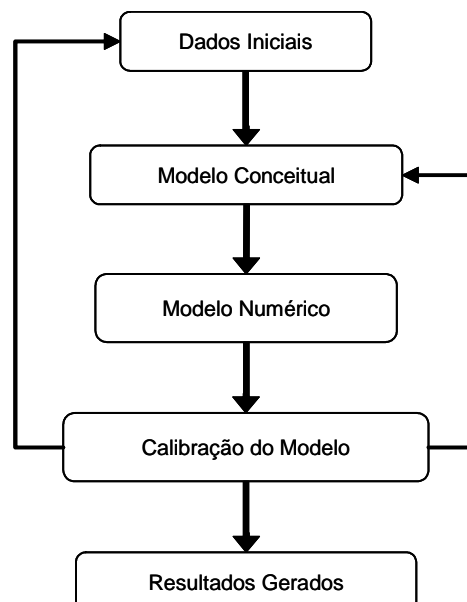 Dados Iniciais
Modelo Conceitual
Modelo Numérico
Calibração do Modelo
Resultados Gerados